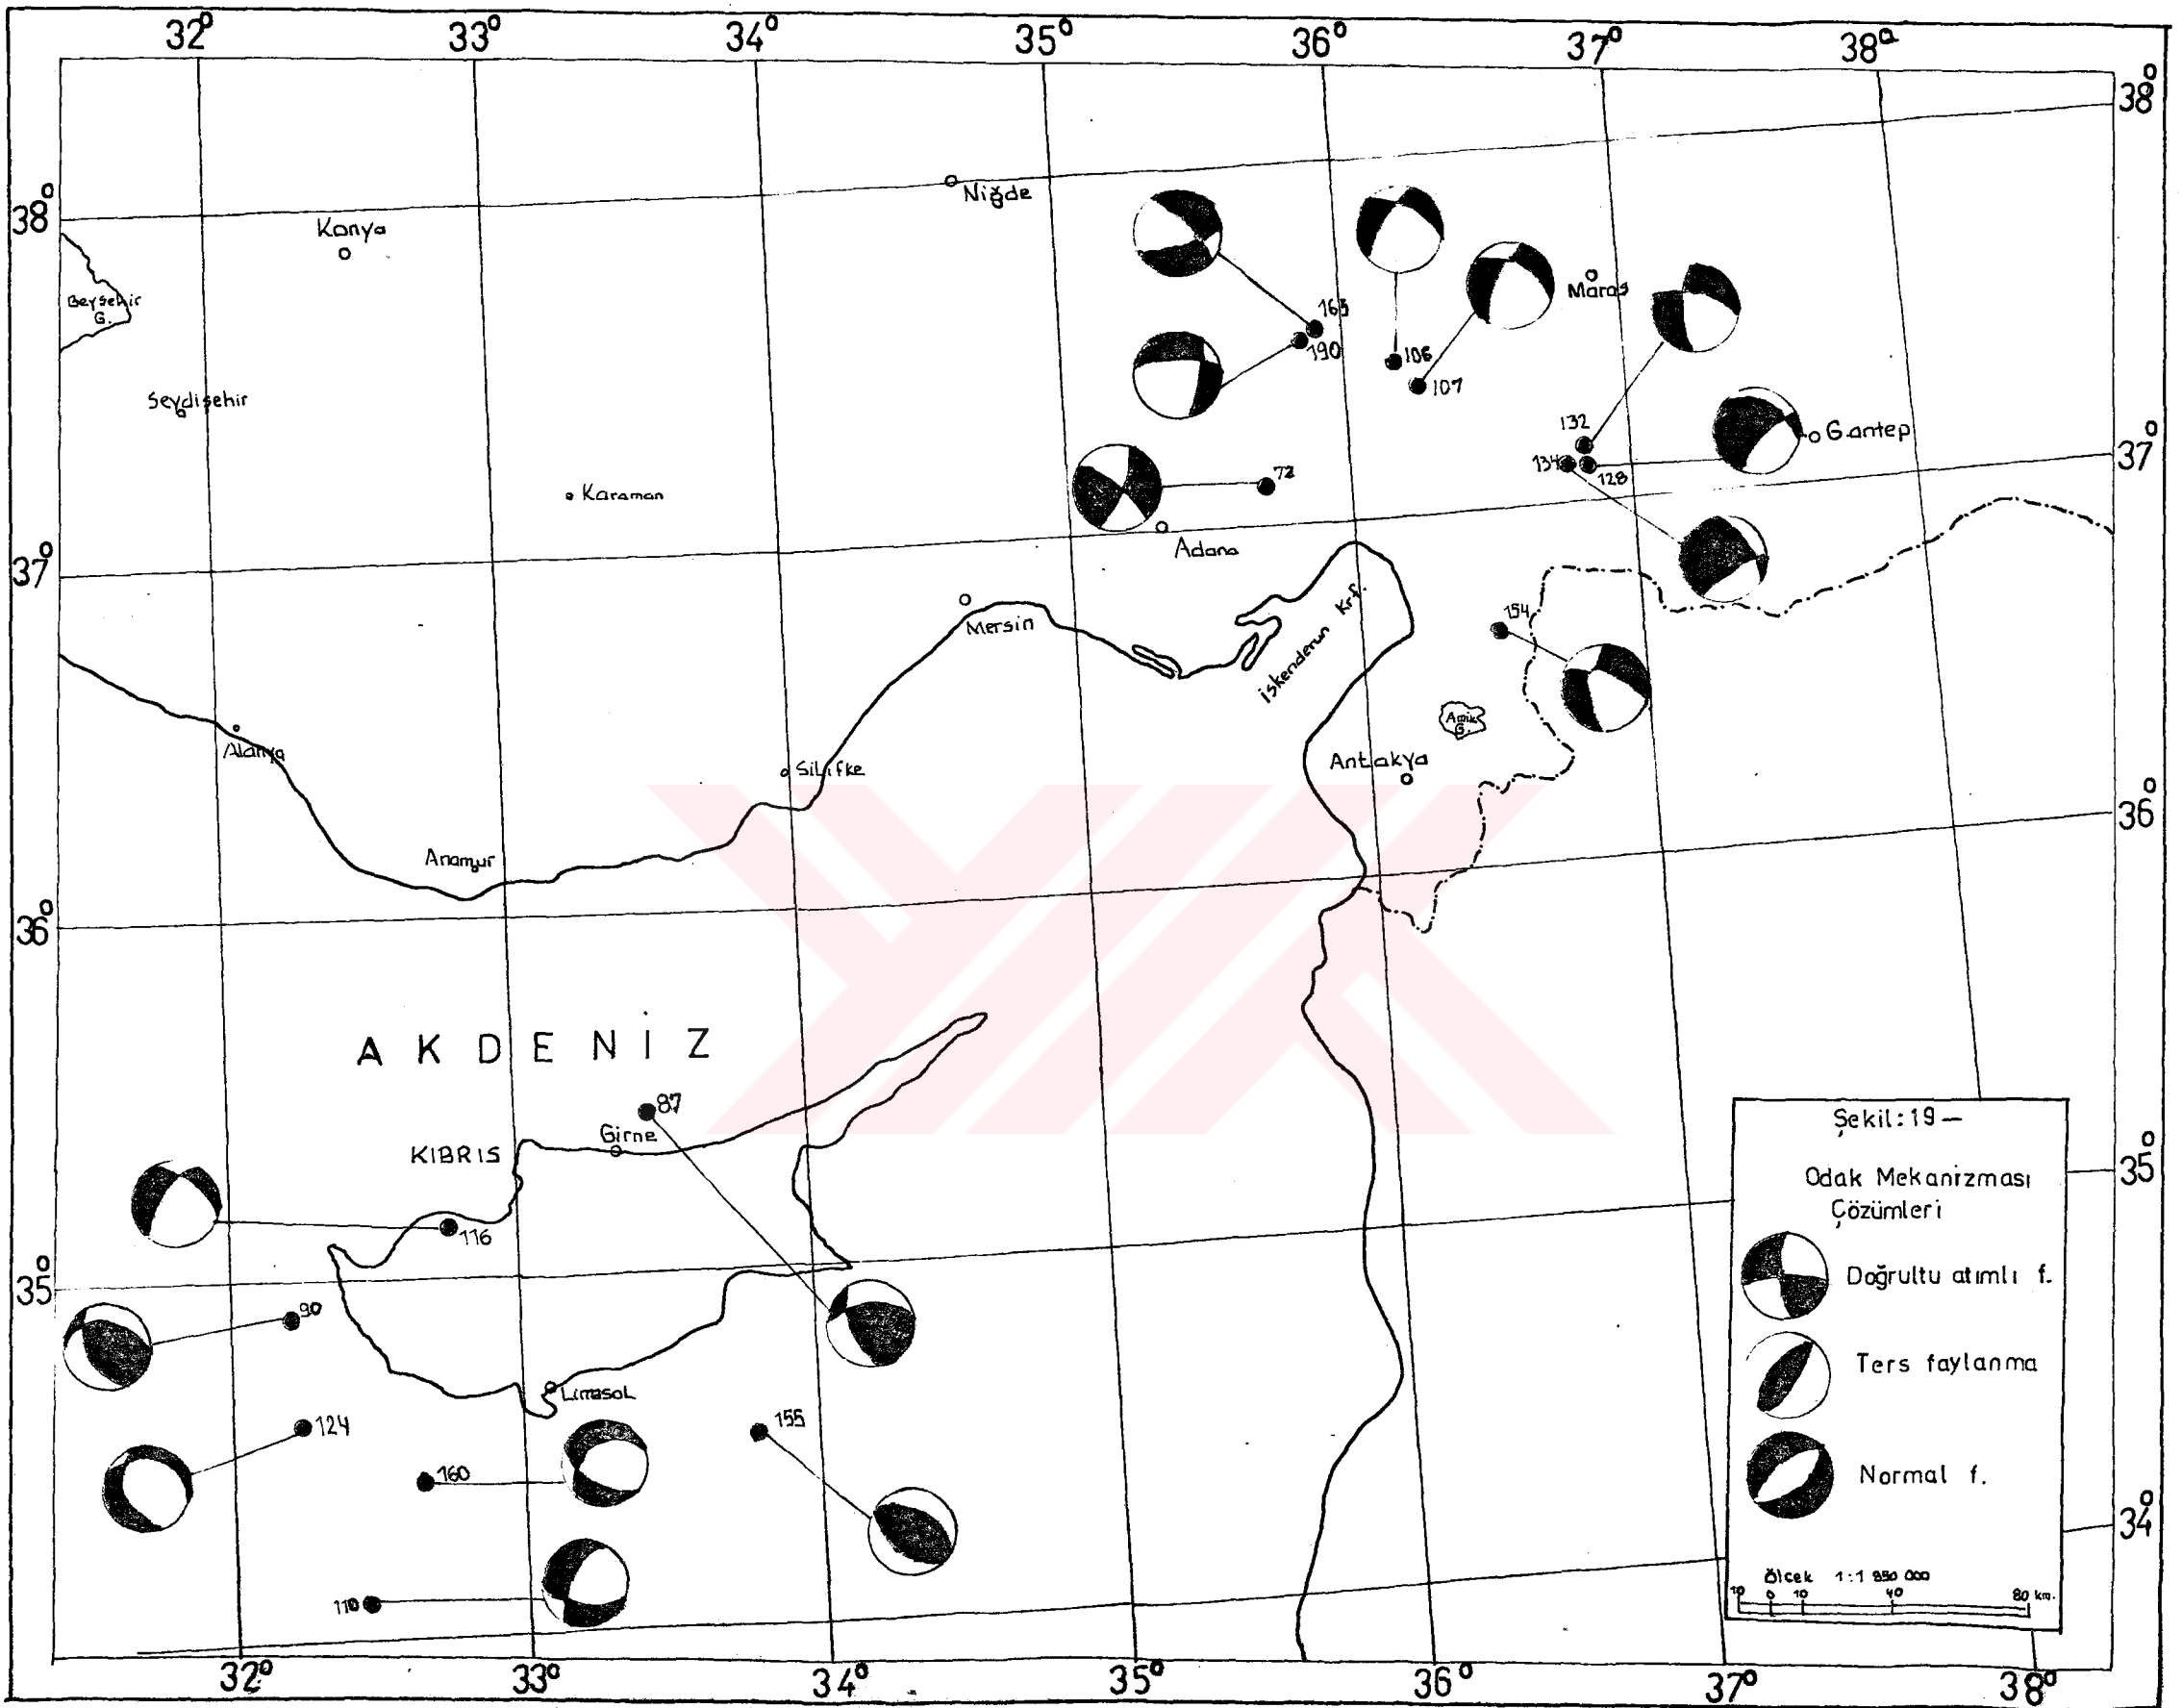 32° 33° 34° 35° 36° 37° 38°
38°
38°
Niğde
Konya
Beyşehir
G.
Maraş
163
190
106
107
Seydişehir
132
G.antep
134
128
37°
72
Karaman
Adana
37°
Mersin
İskenderun Krf.
154
Amik
G.
Alanya
Silifke
Antakya
36°
Anamur
36°
AKDENİZ
87
Girne
KIBRIS
116
35°
35°
90
Limasol
124
155
160
110
34°
Şekil:19—
Odak Mekanizması
Çözümleri
Doğrultu atımlı f.
Ters faylanma
Normal f.
Ölcek 1:1 850 000
10 0 10 40 80 km.
32° 33° 34° 35° 36° 37° 38°